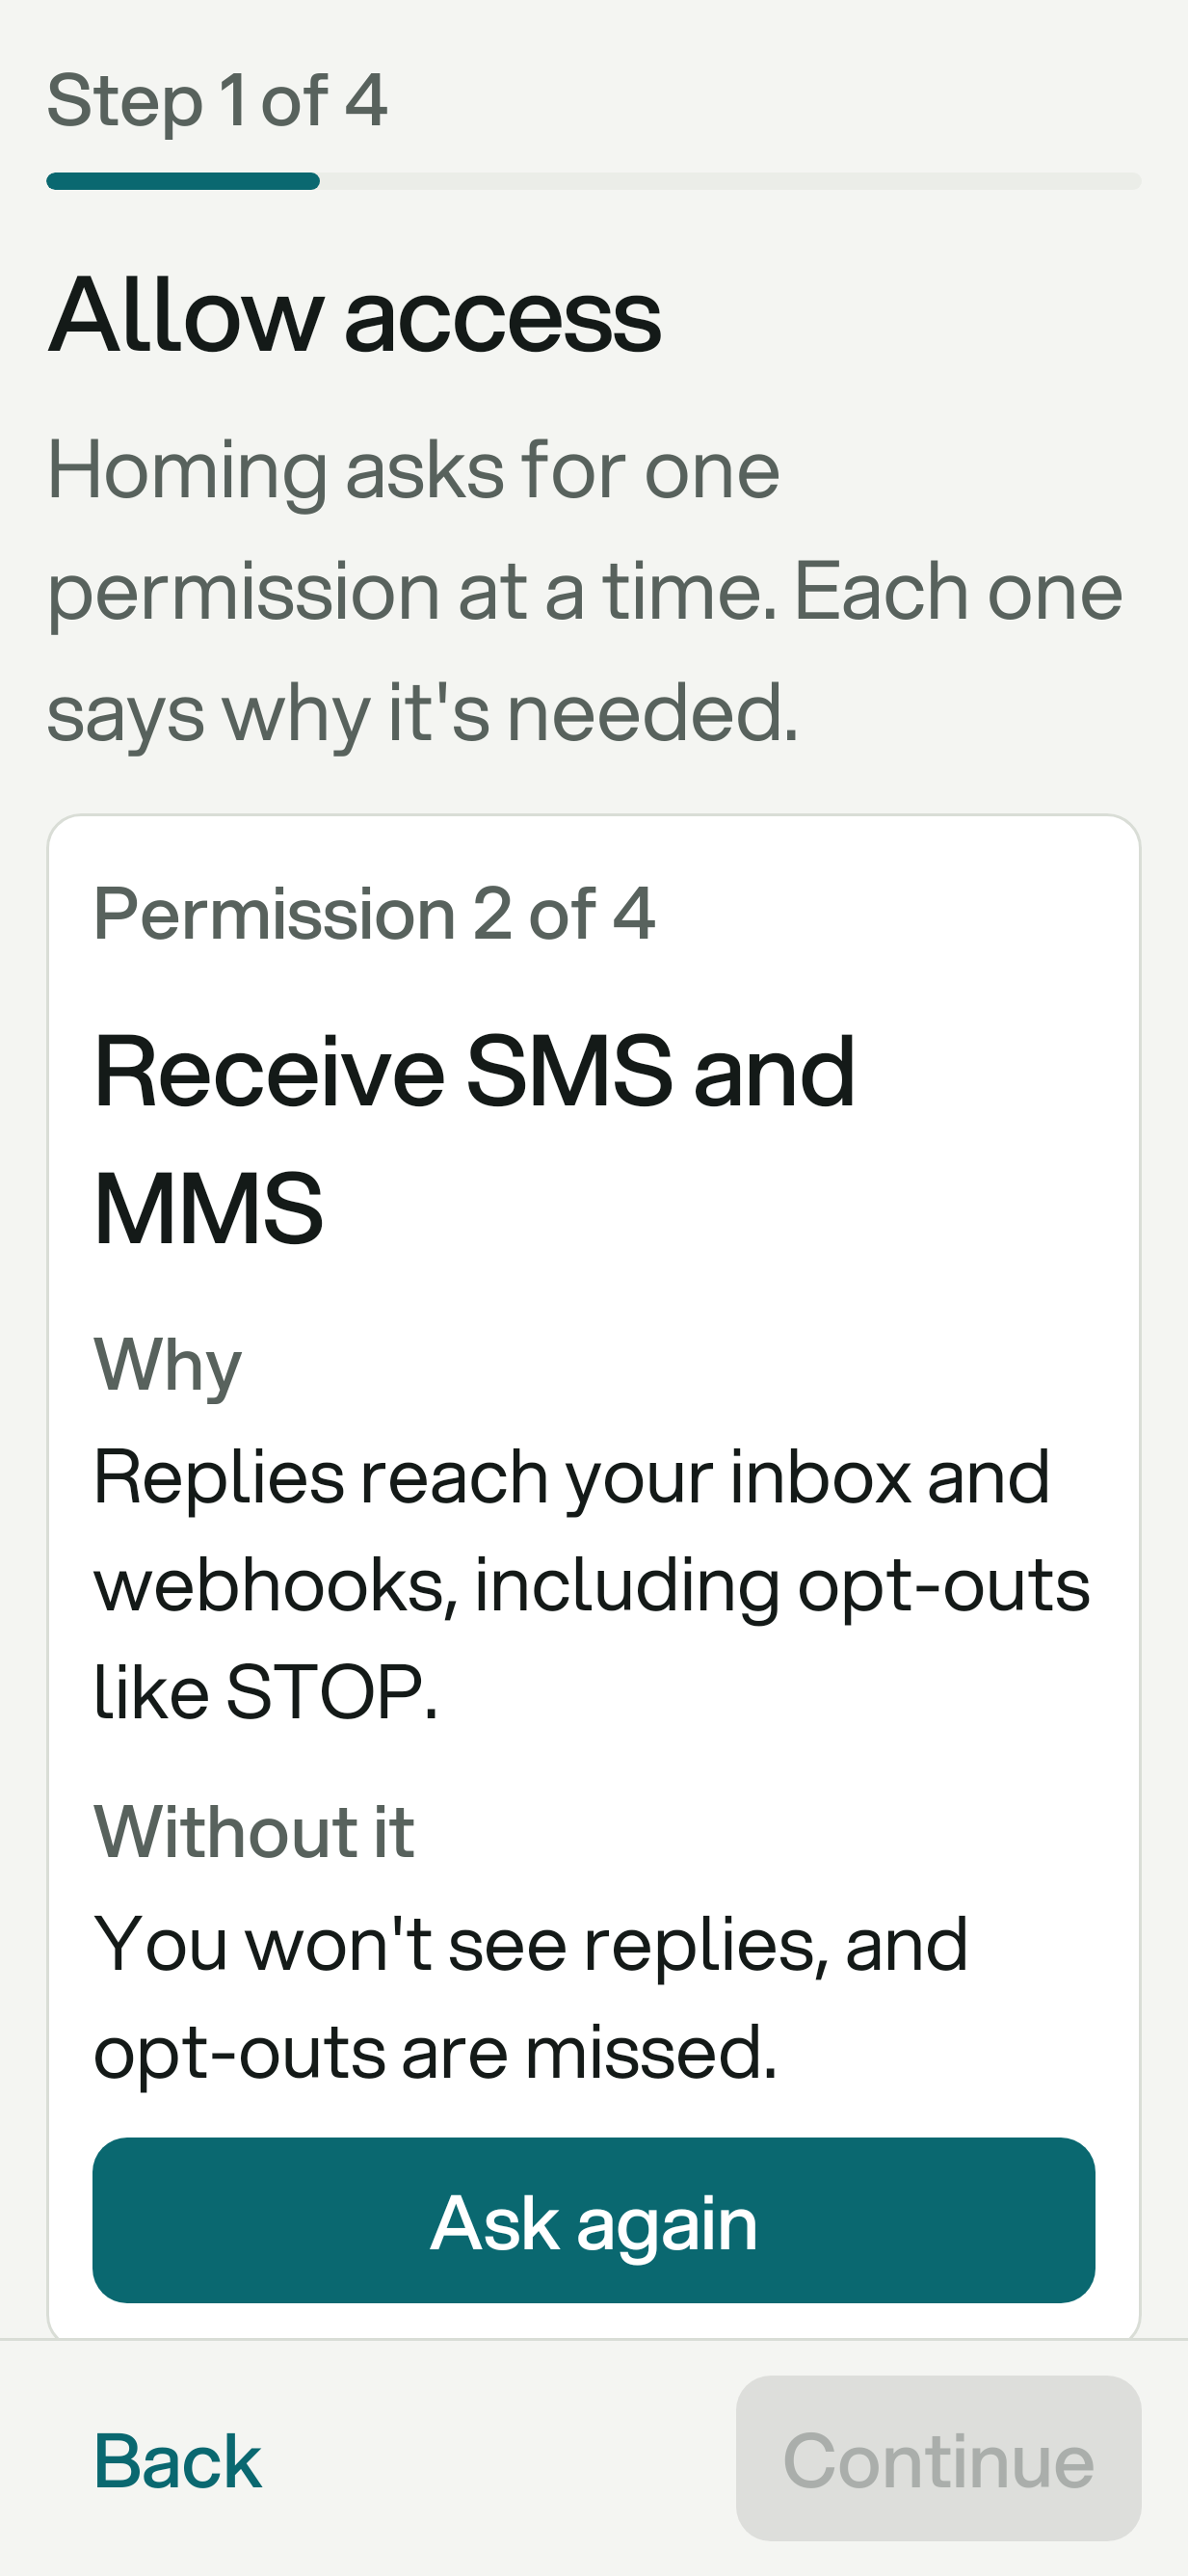 Step 1 of 4
Allow access
Homing asks for one
permission at a time. Each one
says why it's needed.
Permission 2 of 4
Receive SMS and
MMS
Why
Replies reach your inbox and
webhooks, including opt-outs
like STOP.
Without it
You won't see replies, and
opt-outs are missed.
Ask again
Back
Continue